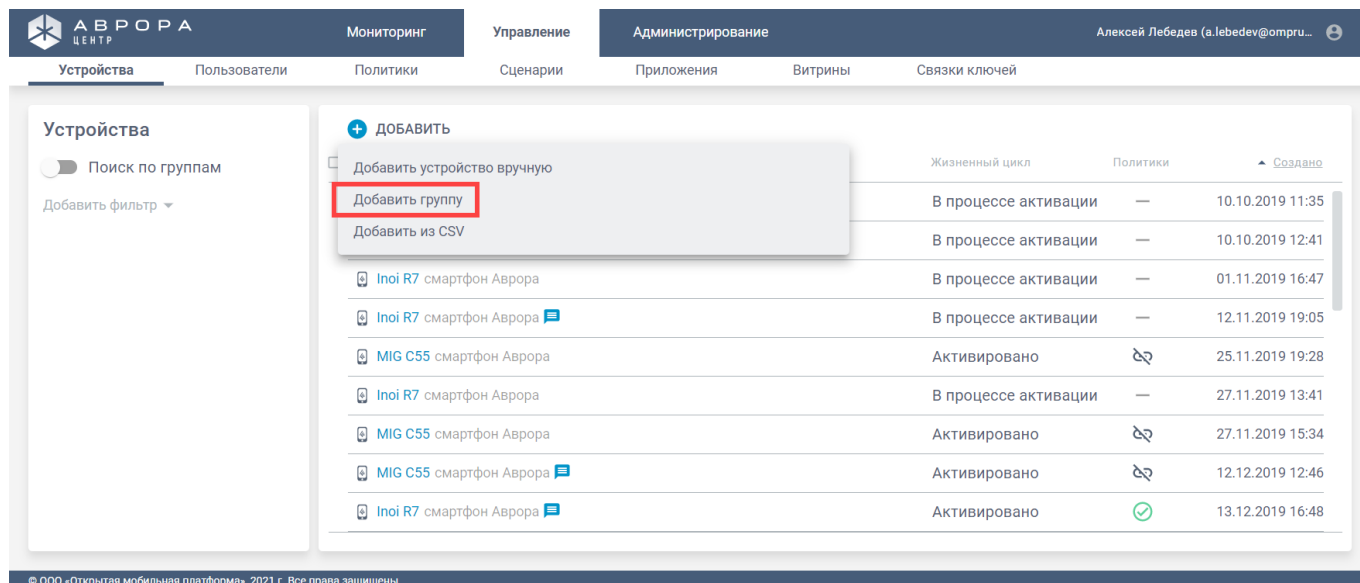 АВРОРА
ЦЕНТР
Мониторинг Управление Администрирование Алексей Лебедев (a.lebedev@ompru...
Устройства Пользователи Политики Сценарии Приложения Витрины Связки ключей
Устройства
Поиск по группам
Добавить фильтр
ДОБАВИТЬ
Добавить устройство вручную
Добавить группу
Добавить из CSV
Жизненный цикл Политики Создано
В процессе активации — 10.10.2019 11:35
В процессе активации — 10.10.2019 12:41
Inoi R7 смартфон Аврора В процессе активации — 01.11.2019 16:47
Inoi R7 смартфон Аврора В процессе активации — 12.11.2019 19:05
MIG C55 смартфон Аврора Активировано 25.11.2019 19:28
Inoi R7 смартфон Аврора В процессе активации — 27.11.2019 13:41
MIG C55 смартфон Аврора Активировано 27.11.2019 15:34
MIG C55 смартфон Аврора Активировано 12.12.2019 12:46
Inoi R7 смартфон Аврора Активировано 13.12.2019 16:48
© ООО «Открытая мобильная платформа», 2021 г. Все права защищены